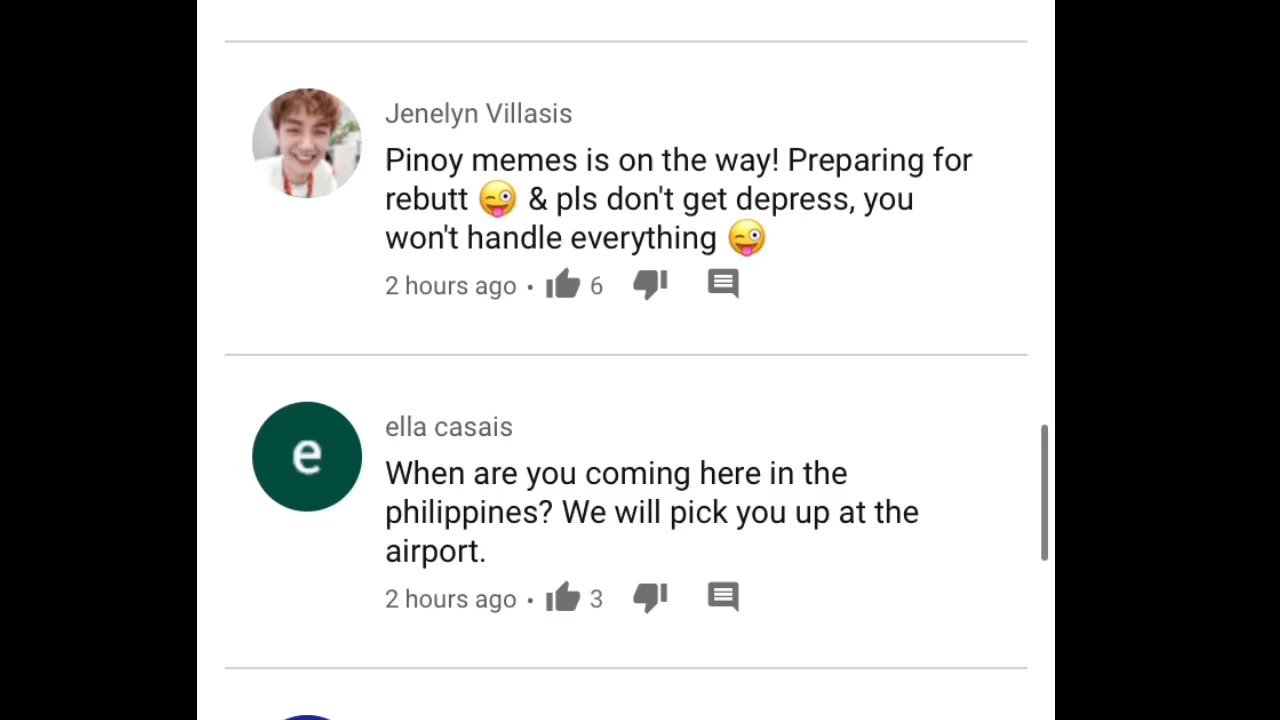 Jenelyn Villasis
Pinoy memes is on the way! Preparing for
rebutt 😜 & pls don't get depress, you
won't handle everything 😜
2 hours ago • 6
e
ella casais
When are you coming here in the
philippines? We will pick you up at the
airport.
2 hours ago • 3